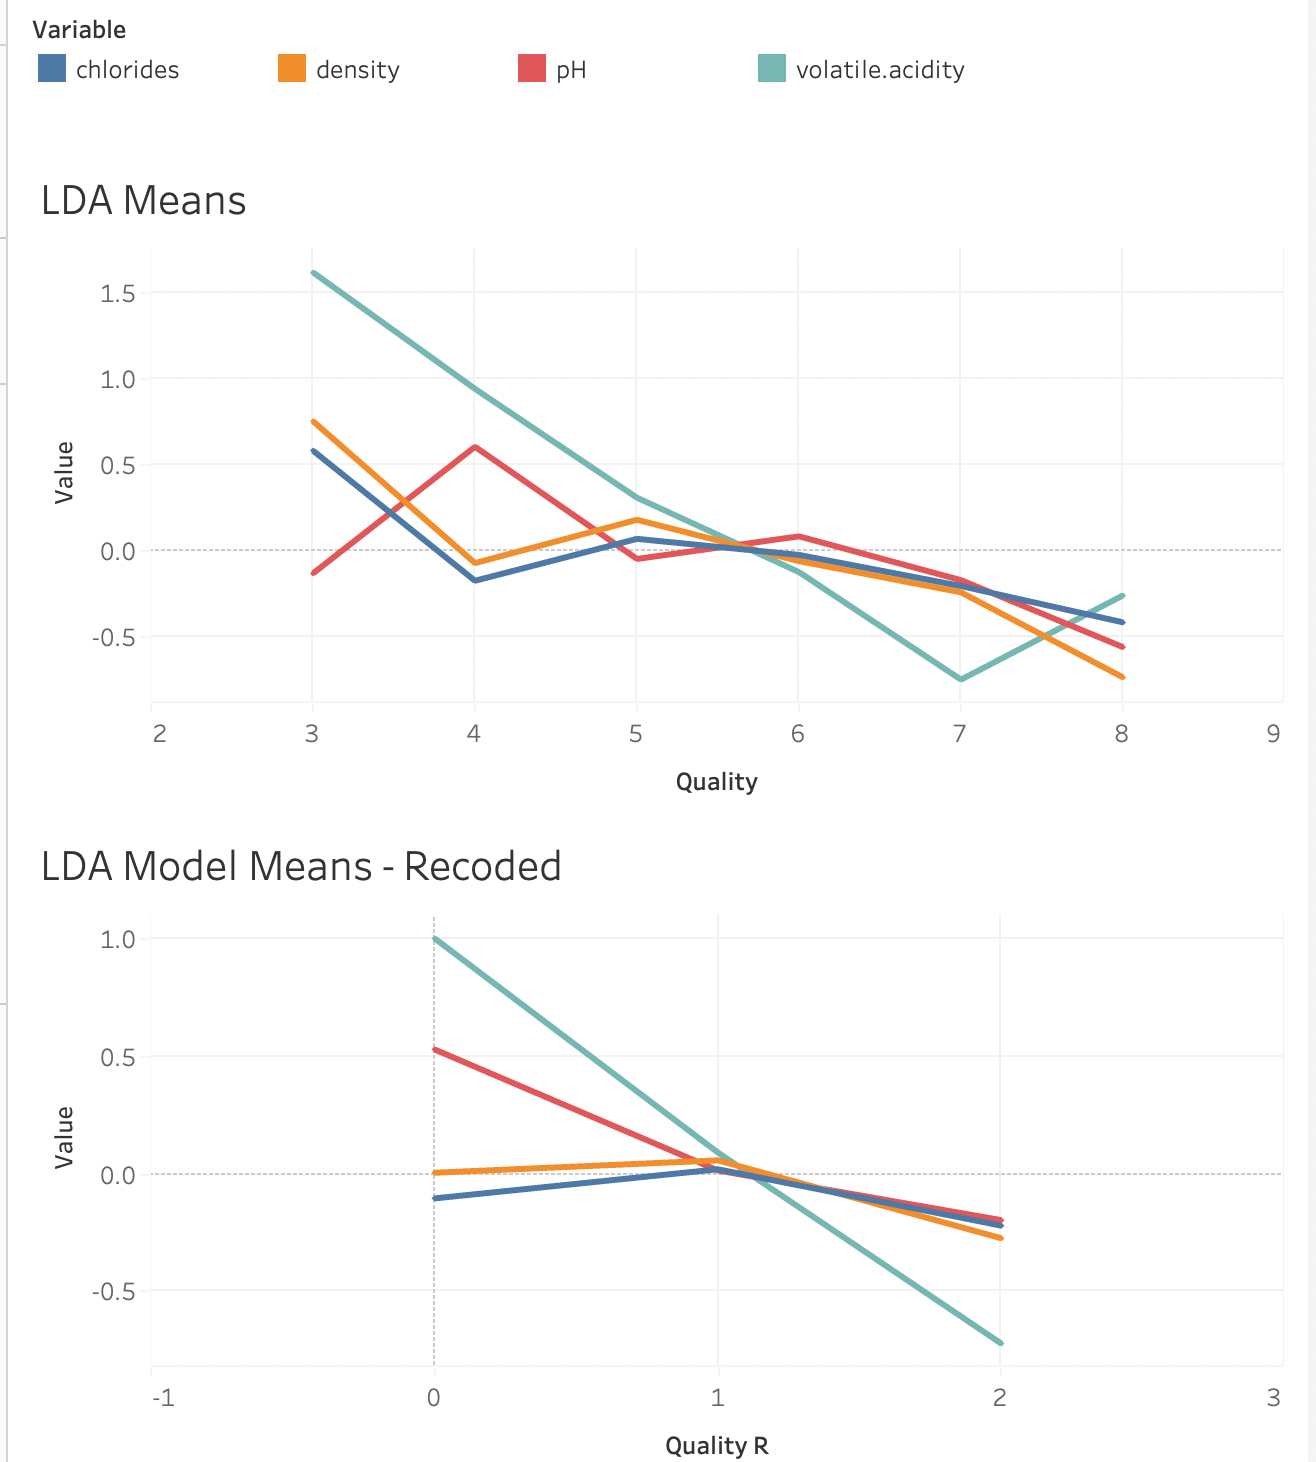 Variable
chlorides density pH volatile.acidity
LDA Means
1.5
1.0
0.5
0.0
-0.5
Value
2 3 4 5 6 7 8 9
Quality
LDA Model Means - Recoded
1.0
0.5
0.0
-0.5
Value
-1 0 1 2 3
Quality R